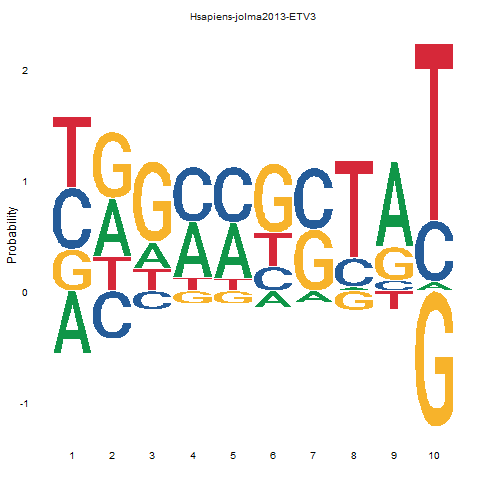 Hsapiens-jolma2013-ETV3
Probability
2
1
0
-1
T G G C C G C T A T
C A A A A T G C G C
G T T T T C A A C A
A C C G G A G T G
1 2 3 4 5 6 7 8 9 10